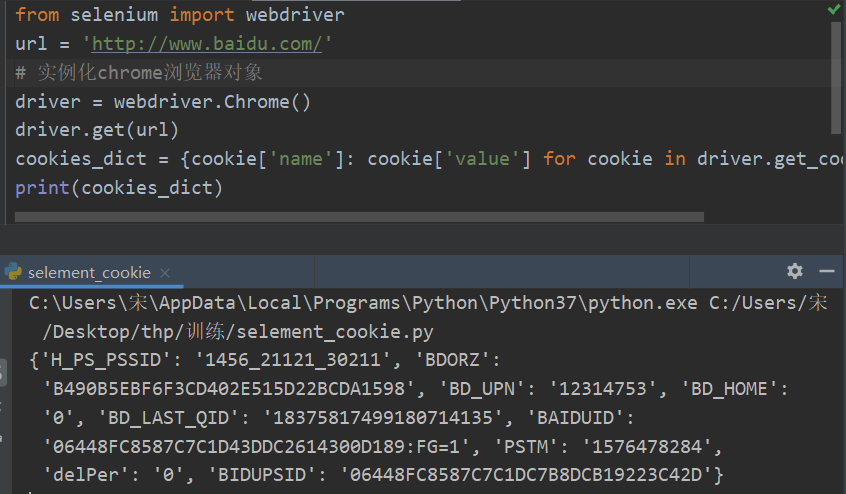 from selenium import webdriver
url = 'http://www.baidu.com/'
# 实例化chrome浏览器对象
driver = webdriver.Chrome()
driver.get(url)
cookies_dict = {cookie['name']: cookie['value'] for cookie in driver.get_coo
print(cookies_dict)
selement_cookie
C:\Users\宋\AppData\Local\Programs\Python\Python37\python.exe C:/Users/宋
/Desktop/thp/训练/selement_cookie.py
{'H_PS_PSSID': '1456_21121_30211', 'BDORZ':
'B490B5EBF6F3CD402E515D22BCDA1598', 'BD_UPN': '12314753', 'BD_HOME':
'0', 'BD_LAST_QID': '18375817499180714135', 'BAIDUID':
'06448FC8587C7C1D43DDC2614300D189:FG=1', 'PSTM': '1576478284',
'delPer': '0', 'BIDUPSID': '06448FC8587C7C1DC7B8DCB19223C42D'}